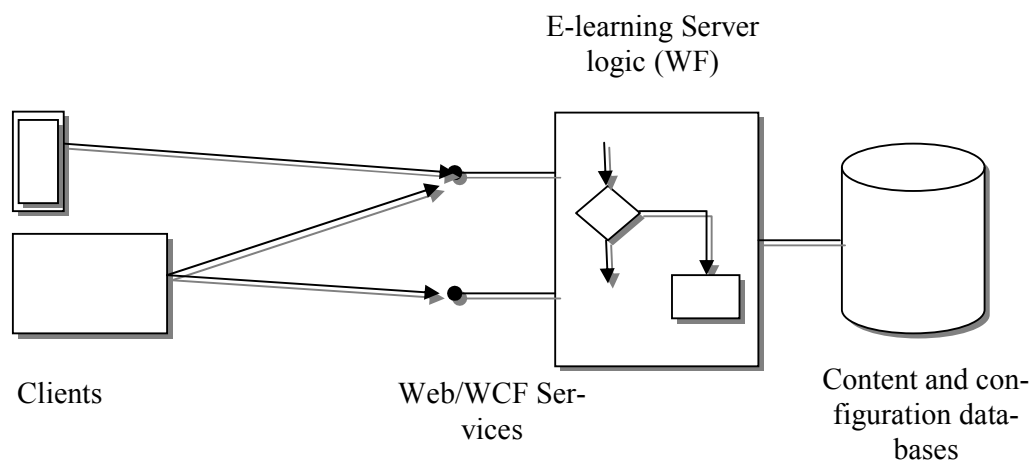 E-learning Server
logic (WF)
Clients
Web/WCF Ser-
vices
Content and con-
figuration data-
bases